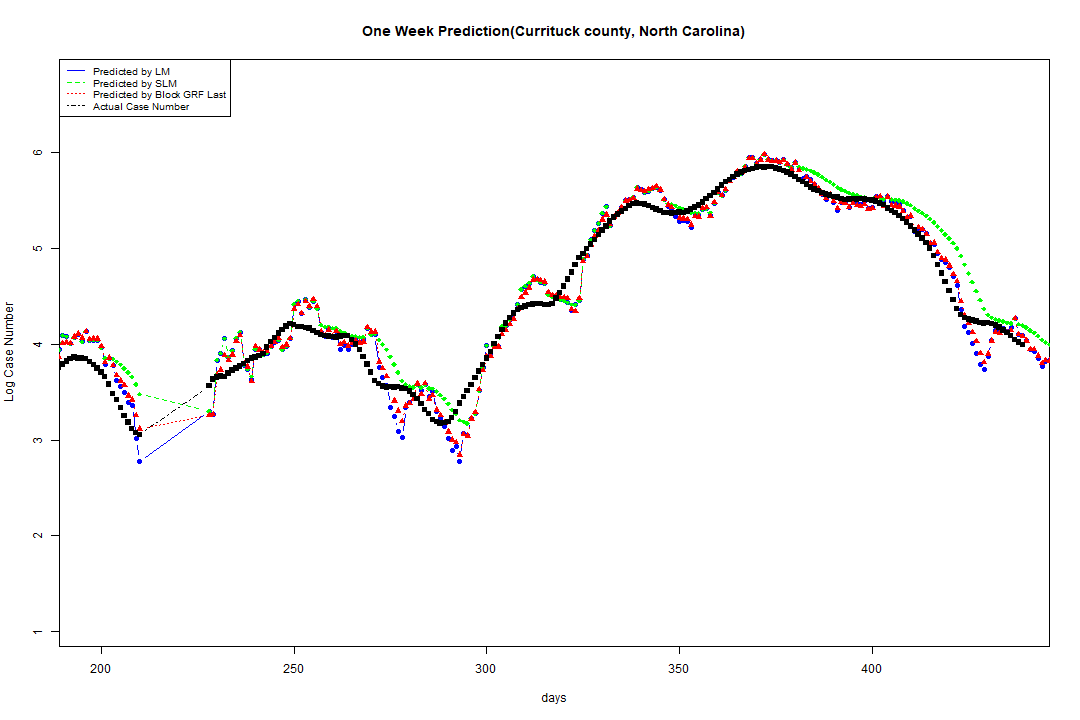 One Week Prediction(Currituck county, North Carolina)
Predicted by LM
Predicted by SLM
Predicted by Block GRF Last
Actual Case Number
Log Case Number
6
5
4
3
2
1
200 250 300 350 400
days